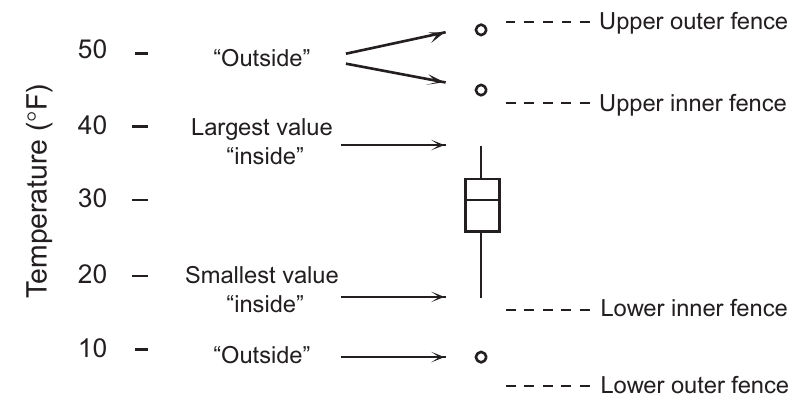 Upper outer fence
50
“Outside”
Upper inner fence
40
Largest value
“inside”
Temperature (°F)
30
20
Smallest value
“inside”
Lower inner fence
10
“Outside”
Lower outer fence